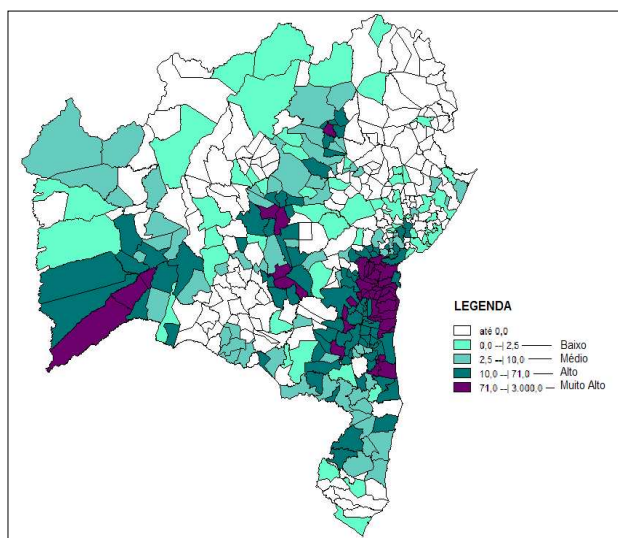 LEGENDA
até 0,0
0,0 --| 2,5 — Baixo
2,5 --| 10,0 — Médio
10,0 --| 71,0 — Alto
71,0 --| 3.000,0 — Muito Alto